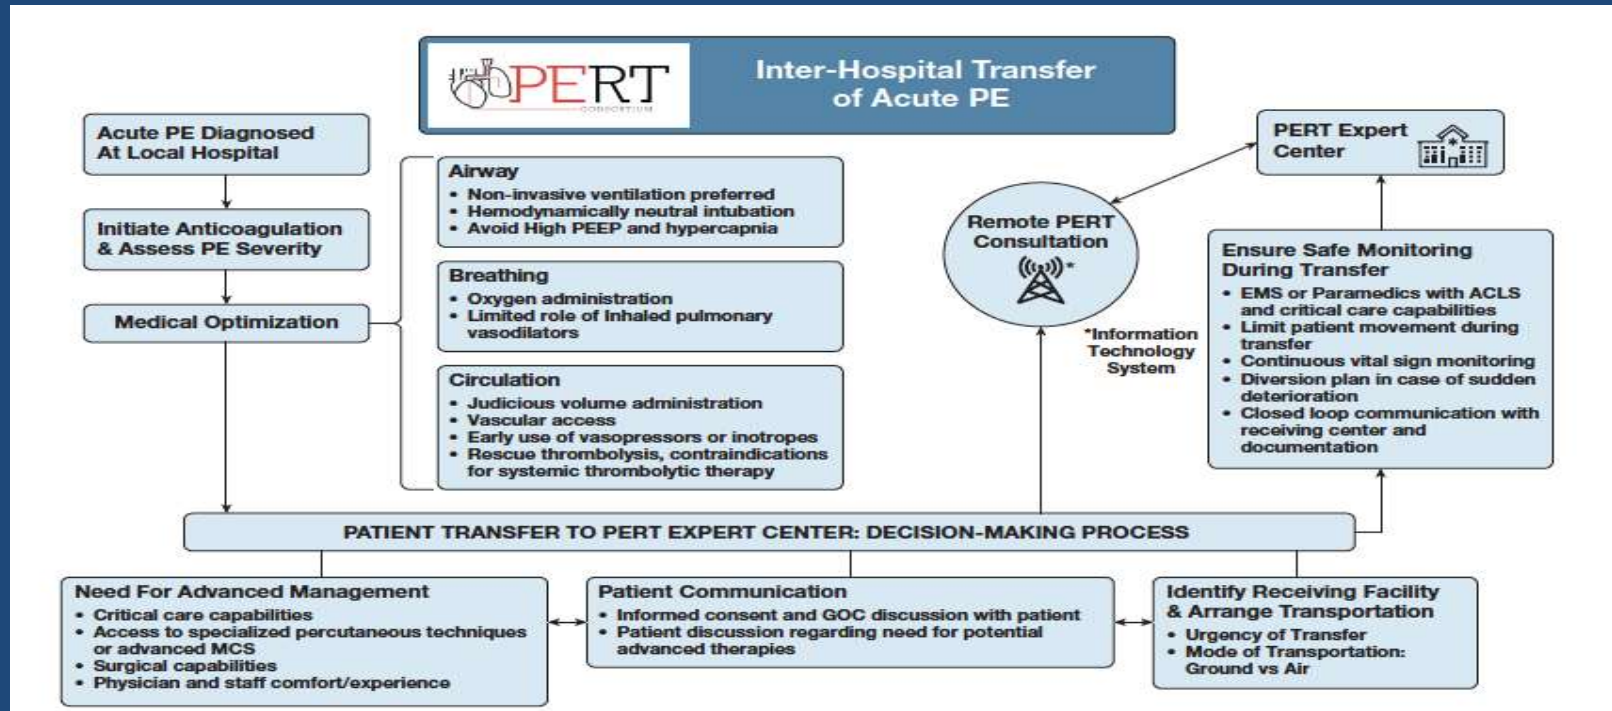 PERT
CONSORTIUM
Inter-Hospital Transfer
of Acute PE
Acute PE Diagnosed
At Local Hospital
Initiate Anticoagulation
& Assess PE Severity
Medical Optimization
Airway
• Non-invasive ventilation preferred
• Hemodynamically neutral intubation
• Avoid High PEEP and hypercapnia
Breathing
• Oxygen administration
• Limited role of Inhaled pulmonary
vasodilators
Circulation
• Judicious volume administration
• Vascular access
• Early use of vasopressors or inotropes
• Rescue thrombolysis, contraindications
for systemic thrombolytic therapy
Remote PERT
Consultation
*
*Information
Technology
System
PERT Expert
Center
Ensure Safe Monitoring
During Transfer
• EMS or Paramedics with ACLS
and critical care capabilities
• Limit patient movement during
transfer
• Continuous vital sign monitoring
• Diversion plan in case of sudden
deterioration
• Closed loop communication with
receiving center and
documentation
PATIENT TRANSFER TO PERT EXPERT CENTER: DECISION-MAKING PROCESS
Need For Advanced Management
• Critical care capabilities
• Access to specialized percutaneous techniques
or advanced MCS
• Surgical capabilities
• Physician and staff comfort/experience
Patient Communication
• Informed consent and GOC discussion with patient
• Patient discussion regarding need for potential
advanced therapies
Identify Receiving Facility
& Arrange Transportation
• Urgency of Transfer
• Mode of Transportation:
Ground vs Air